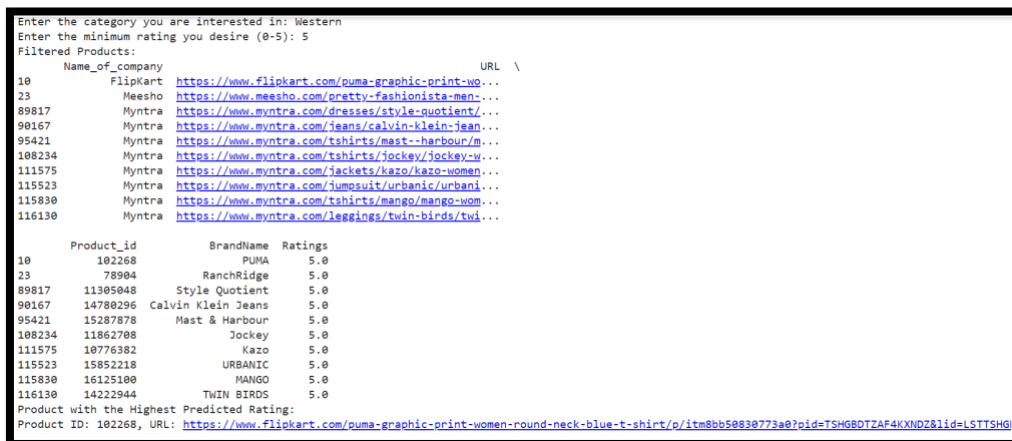 Enter the category you are interested in: Western
Enter the minimum rating you desire (0-5): 5
Filtered Products:
Name_of_company URL \
10 FlipKart https://www.flipkart.com/puma-graphic-print-wo...
23 Meesho https://www.meesho.com/pretty-fashionista-men-...
89817 Myntra https://www.myntra.com/dresses/style-quotient/...
90167 Myntra https://www.myntra.com/jeans/calvin-klein-jean...
95421 Myntra https://www.myntra.com/tshirts/mast--harbour/m...
108234 Myntra https://www.myntra.com/tshirts/jockey/jockey-w...
111575 Myntra https://www.myntra.com/jackets/kazo/kazo-women...
115523 Myntra https://www.myntra.com/jumpsuit/urbanic/urbani...
115830 Myntra https://www.myntra.com/tshirts/mango/mango-wom...
116130 Myntra https://www.myntra.com/leggings/twin-birds/twi...
Product_id BrandName Ratings
10 102268 PUMA 5.0
23 78904 RanchRidge 5.0
89817 11305048 Style Quotient 5.0
90167 14780296 Calvin Klein Jeans 5.0
95421 15287878 Mast & Harbour 5.0
108234 11862708 Jockey 5.0
111575 10776382 Kazo 5.0
115523 15852218 URBANIC 5.0
115830 16125100 MANGO 5.0
116130 14222944 TWIN BIRDS 5.0
Product with the Highest Predicted Rating:
Product ID: 102268, URL: https://www.flipkart.com/puma-graphic-print-women-round-neck-blue-t-shirt/p/itm8bb50830773a0?pid=TSHGBDTZAF4KXNDZ&lid=LSTTSHG